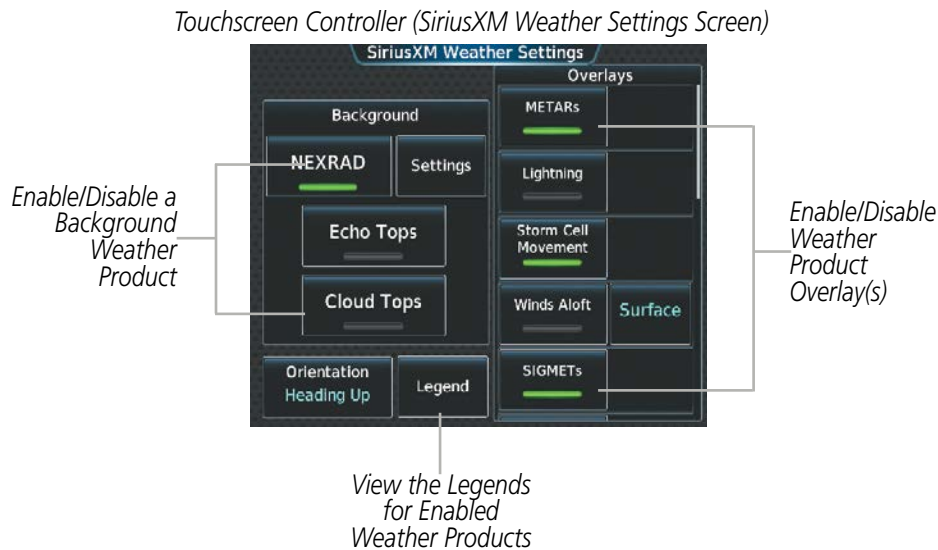 Touchscreen Controller (SiriusXM Weather Settings Screen)
SiriusXM Weather Settings
Background
NEXRAD
Settings
Echo Tops
Cloud Tops
Orientation
Heading Up
Legend
Overlays
METARs
Lightning
Storm Cell
Movement
Winds Aloft
Surface
SIGMETs
Enable/Disable a
Background
Weather
Product
Enable/Disable
Weather
Product
Overlay(s)
View the Legends
for Enabled
Weather Products